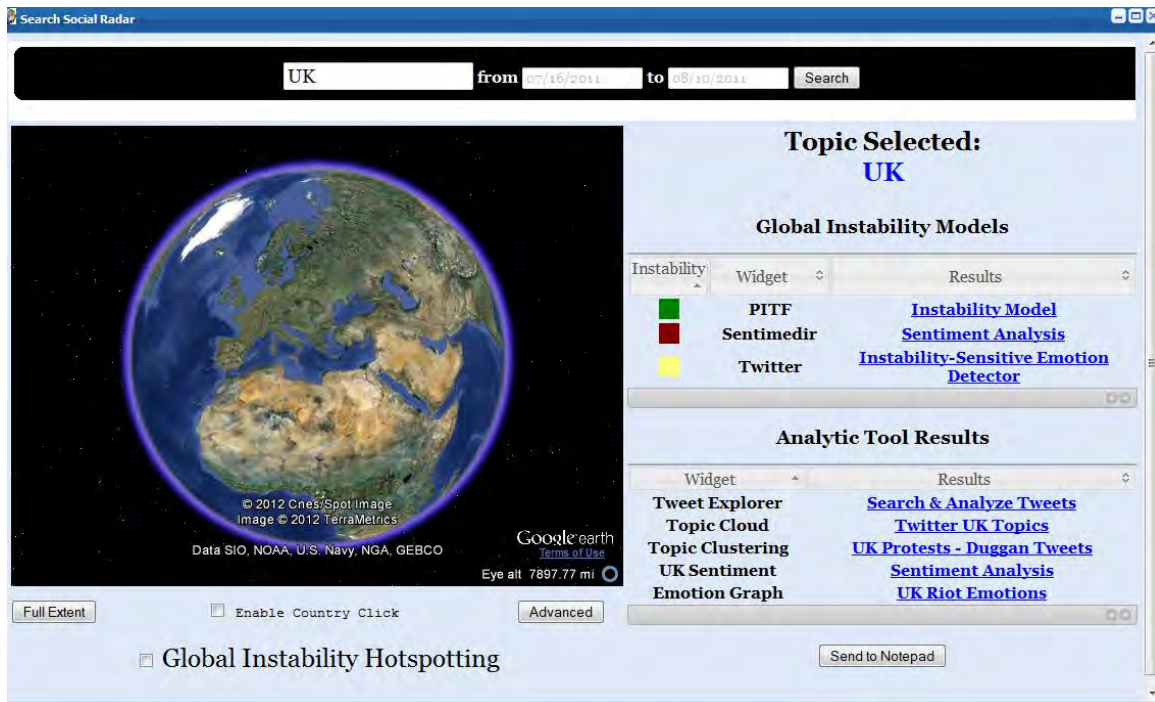 Search Social Radar
UK from 07/16/2011 to 08/10/2011 Search
Topic Selected:
UK
Global Instability Models
Instability Widget Results
PITF Instability Model
Sentimedir Sentiment Analysis
Twitter Instability-Sensitive Emotion
Detector
Analytic Tool Results
Widget Results
Tweet Explorer Search & Analyze Tweets
Topic Cloud Twitter UK Topics
Topic Clustering UK Protests - Duggan Tweets
UK Sentiment Sentiment Analysis
Emotion Graph UK Riot Emotions
Send to Notepad
© 2012 Cnes/Spot Image
Image © 2012 TerraMetrics
Data SIO, NOAA, U.S. Navy, NGA, GEBCO
Google earth
Terms of Use
Eye alt 7897.77 mi
Full Extent Enable Country Click Advanced
Global Instability Hotspotting